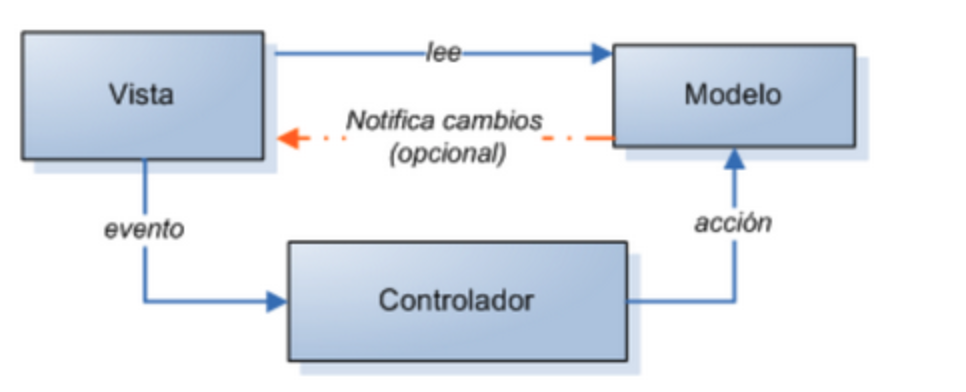 Vista
lee
Modelo
Notifica cambios
(opcional)
evento
acción
Controlador